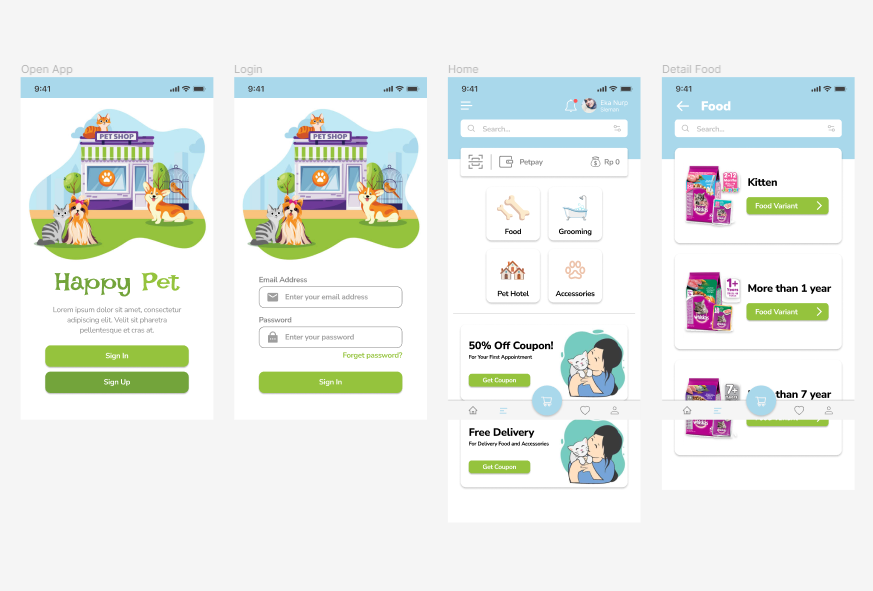 Open App
9:41
PET SHOP
Happy Pet
Lorem ipsum dolor sit amet, consectetur
adipiscing elit. Velit sit pharetra
pellentesque et cras at.
Sign In
Sign Up
Login
9:41
PET SHOP
Email Address
Enter your email address
Password
Enter your password
Forget password?
Sign In
Home
9:41
Eka Nurp
Search...
Petpay
Rp 0
Food
Grooming
Pet Hotel
Accessories
50% Off Coupon!
For Your First Appointment
Get Coupon
Free Delivery
For Delivery Food and Accessories
Get Coupon
Detail Food
9:41
Food
Search...
Kitten
Food Variant
More than 1 year
1+
Food Variant
than 7 year
7+